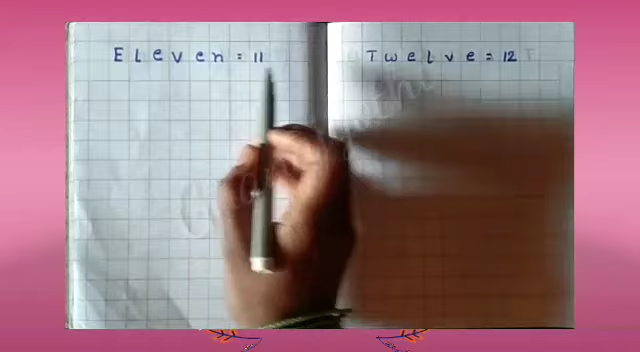 Eleven = 11
Twelve = 12